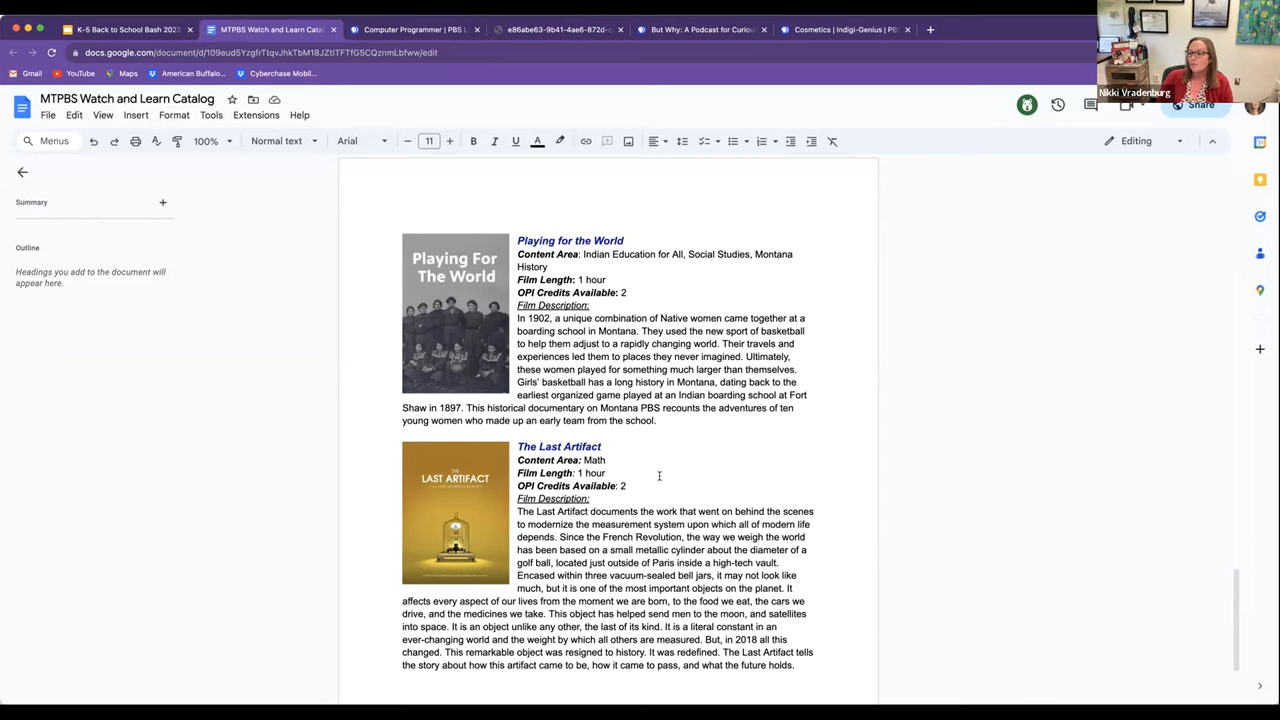 K-5 Back to School Bash 2023
MTPBS Watch and Learn Cata
Computer Programmer | PBS L
e86abe63-9b41-4ae6-872d-
But Why: A Podcast for Curiou
Cosmetics | Indigi-Genius | PBS
docs.google.com/document/d/109eud5YzgfrTtqvJhkTbM18JZtITFTfG5CQznmLbfww/edit
Gmail
YouTube
Maps
American Buffalo...
Cyberchase Mobil...
Nikki Vradenburg
MTPBS Watch and Learn Catalog
File Edit View Insert Format Tools Extensions Help
Share
Menus
100%
Normal text
Arial
11
Editing
Summary
Outline
Headings you add to the document will
appear here.
Playing For
The World
Playing for the World
Content Area: Indian Education for All, Social Studies, Montana
History
Film Length: 1 hour
OPI Credits Available: 2
Film Description:
In 1902, a unique combination of Native women came together at a
boarding school in Montana. They used the new sport of basketball
to help them adjust to a rapidly changing world. Their travels and
experiences led them to places they never imagined. Ultimately,
these women played for something much larger than themselves.
Girls' basketball has a long history in Montana, dating back to the
earliest organized game played at an Indian boarding school at Fort
Shaw in 1897. This historical documentary on Montana PBS recounts the adventures of ten
young women who made up an early team from the school.
THE
LAST ARTIFACT
The Last Artifact
Content Area: Math
Film Length: 1 hour
OPI Credits Available: 2
Film Description:
The Last Artifact documents the work that went on behind the scenes
to modernize the measurement system upon which all of modern life
depends. Since the French Revolution, the way we weigh the world
has been based on a small metallic cylinder about the diameter of a
golf ball, located just outside of Paris inside a high-tech vault.
Encased within three vacuum-sealed bell jars, it may not look like
much, but it is one of the most important objects on the planet. It
affects every aspect of our lives from the moment we are born, to the food we eat, the cars we
drive, and the medicines we take. This object has helped send men to the moon, and satellites
into space. It is an object unlike any other, the last of its kind. It is a literal constant in an
ever-changing world and the weight by which all others are measured. But, in 2018 all this
changed. This remarkable object was resigned to history. It was redefined. The Last Artifact tells
the story about how this artifact came to be, how it came to pass, and what the future holds.